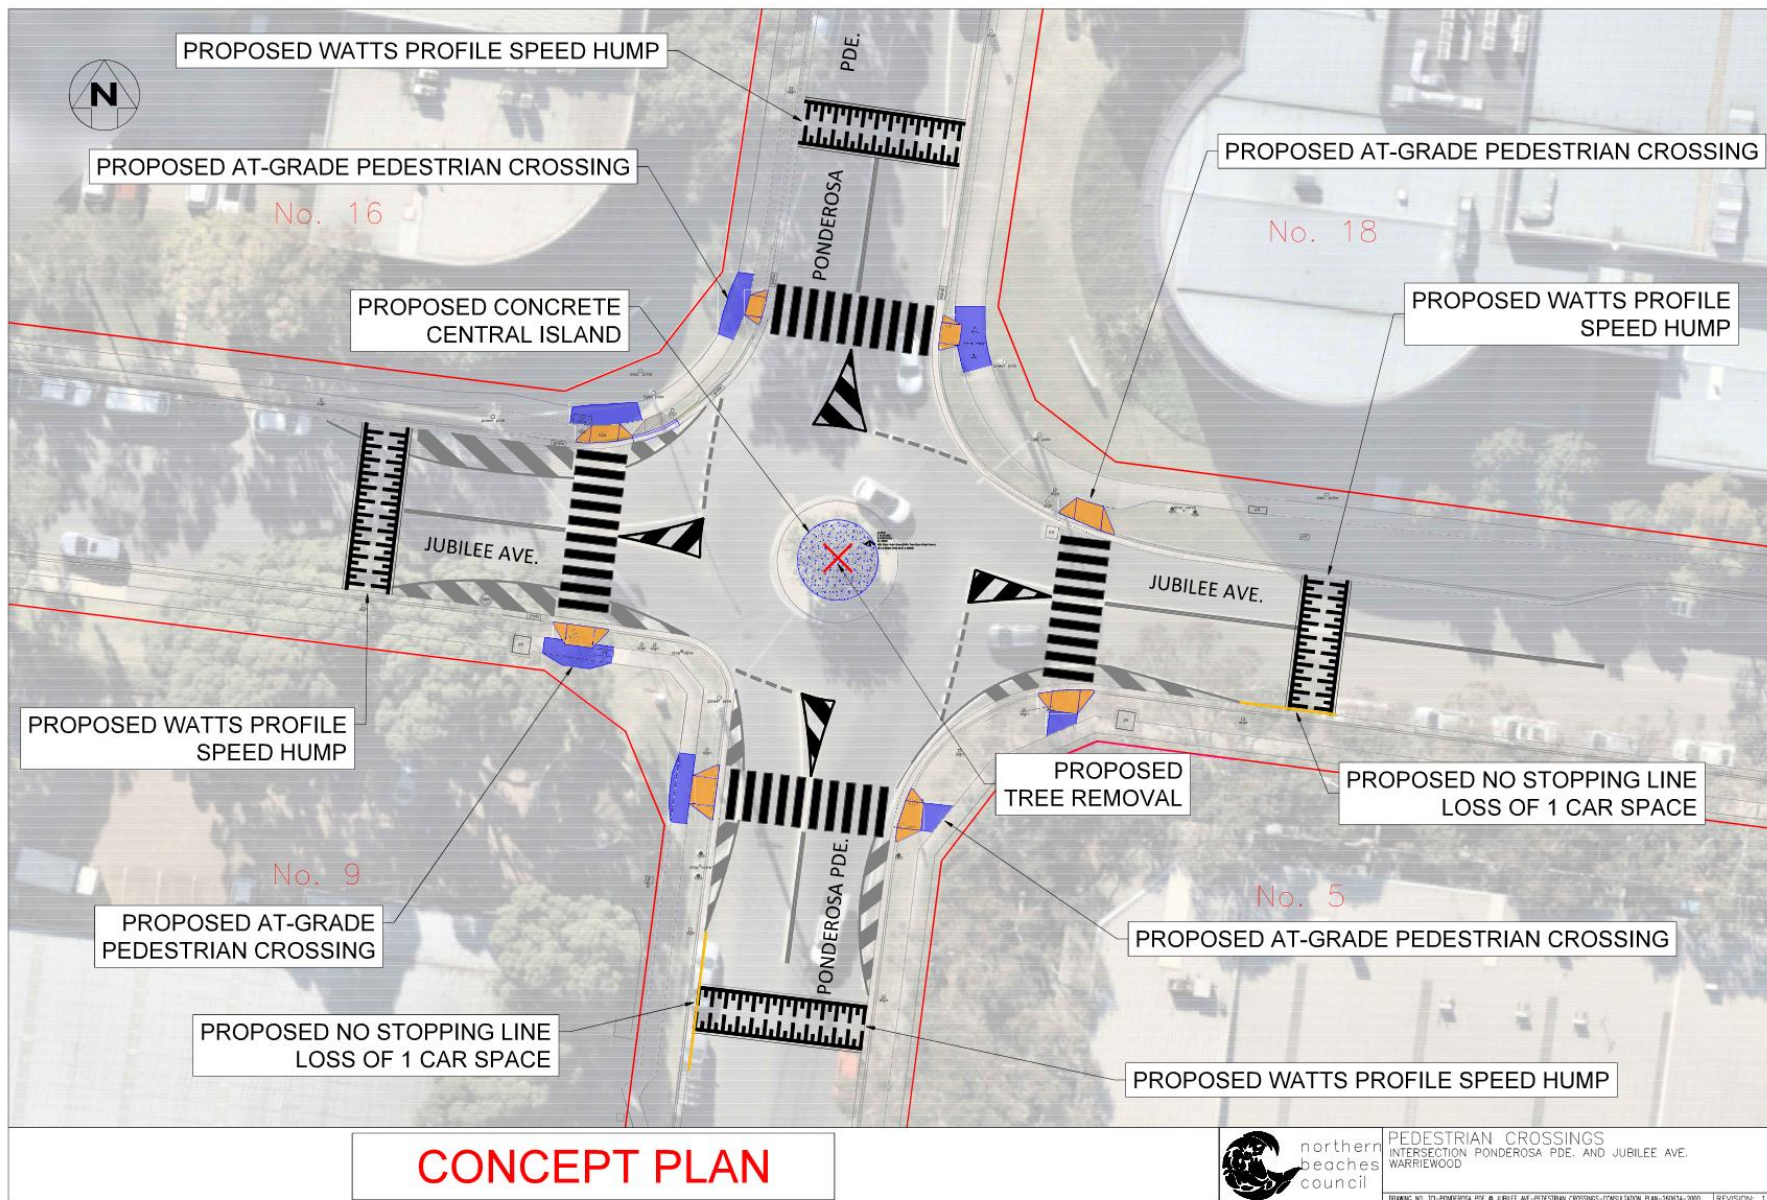 PROPOSED WATTS PROFILE SPEED HUMP
PDE.
N
PROPOSED AT-GRADE PEDESTRIAN CROSSING
PROPOSED AT-GRADE PEDESTRIAN CROSSING
No. 16
PONDEROSA
No. 18
PROPOSED CONCRETE
CENTRAL ISLAND
PROPOSED WATTS PROFILE
SPEED HUMP
JUBILEE AVE.
JUBILEE AVE.
PROPOSED WATTS PROFILE
SPEED HUMP
PROPOSED
TREE REMOVAL
PROPOSED NO STOPPING LINE
LOSS OF 1 CAR SPACE
No. 9
No. 5
PONDEROSA PDE.
PROPOSED AT-GRADE
PEDESTRIAN CROSSING
PROPOSED AT-GRADE PEDESTRIAN CROSSING
PROPOSED NO STOPPING LINE
LOSS OF 1 CAR SPACE
PROPOSED WATTS PROFILE SPEED HUMP
CONCEPT PLAN
northern
beaches
council
PEDESTRIAN CROSSINGS
INTERSECTION PONDEROSA PDE. AND JUBILEE AVE.
WARRIEWOOD
REVISION: 1